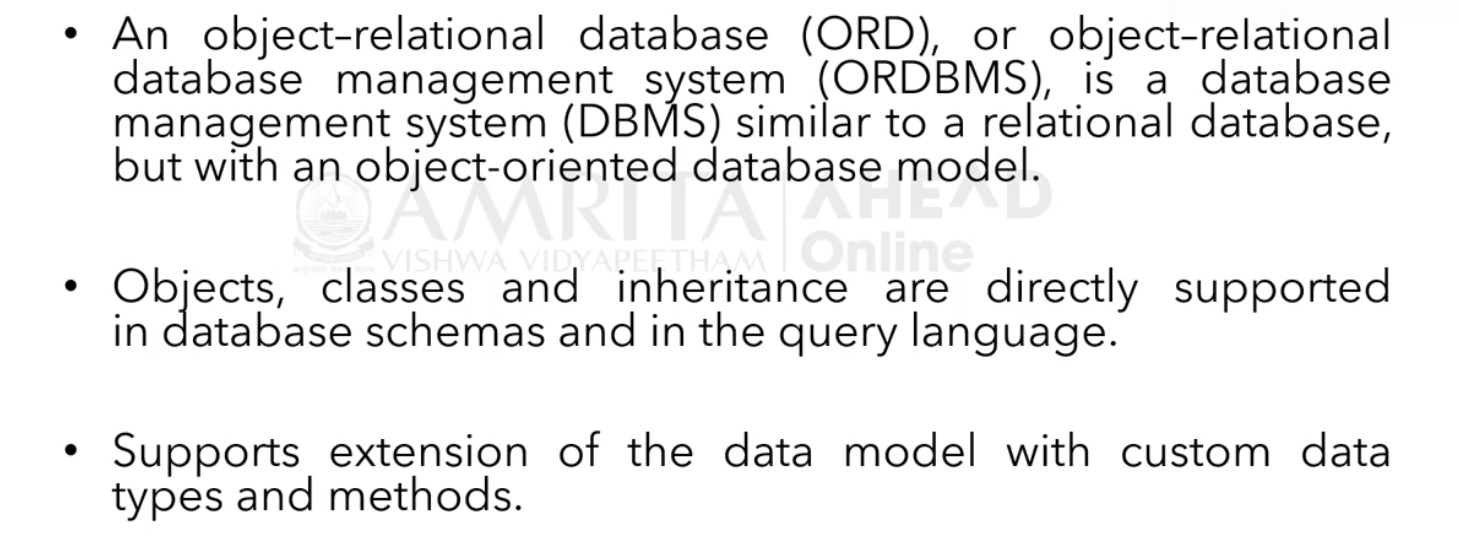 • An object–relational database (ORD), or object–relational
database management system (ORDBMS), is a database
management system (DBMS) similar to a relational database,
but with an object-oriented database model.
AMRITA AHEAD
VISHWA VIDYAPEETHAM Online
• Objects, classes and inheritance are directly supported
in database schemas and in the query language.
• Supports extension of the data model with custom data
types and methods.